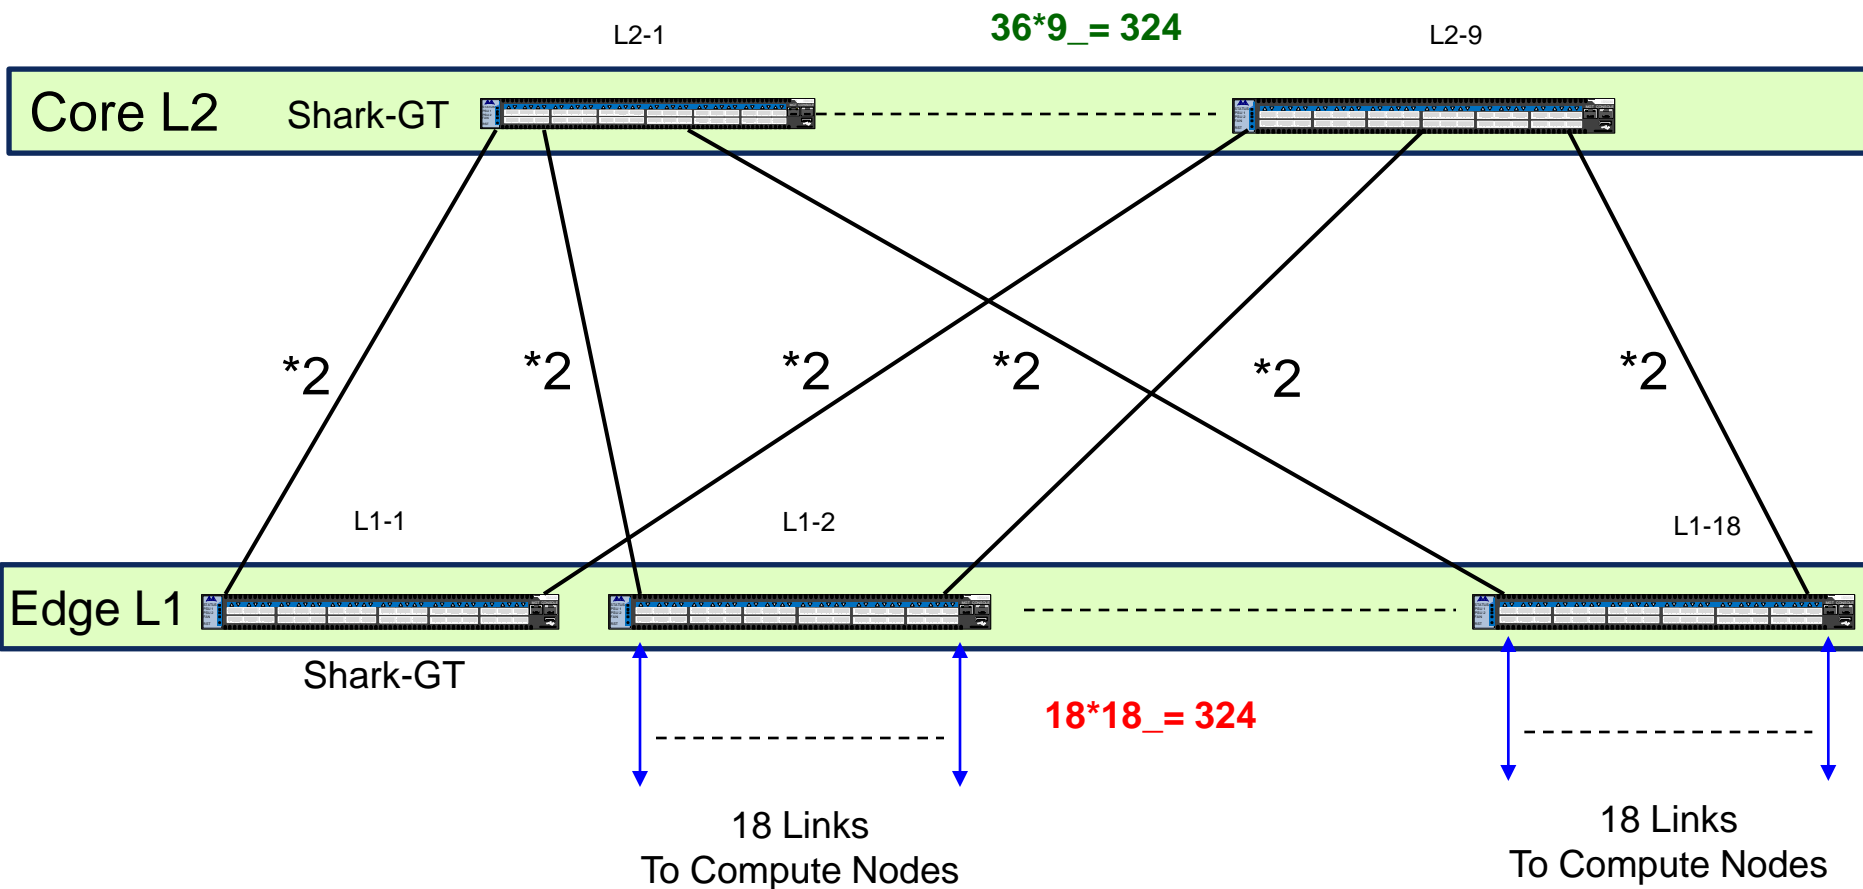 L2-1
36*9_= 324
L2-9
Core L2
Shark-GT
*2
*2
*2
*2
*2
*2
L1-1
L1-2
L1-18
Edge L1
Shark-GT
18*18_= 324
18 Links
To Compute Nodes
18 Links
To Compute Nodes